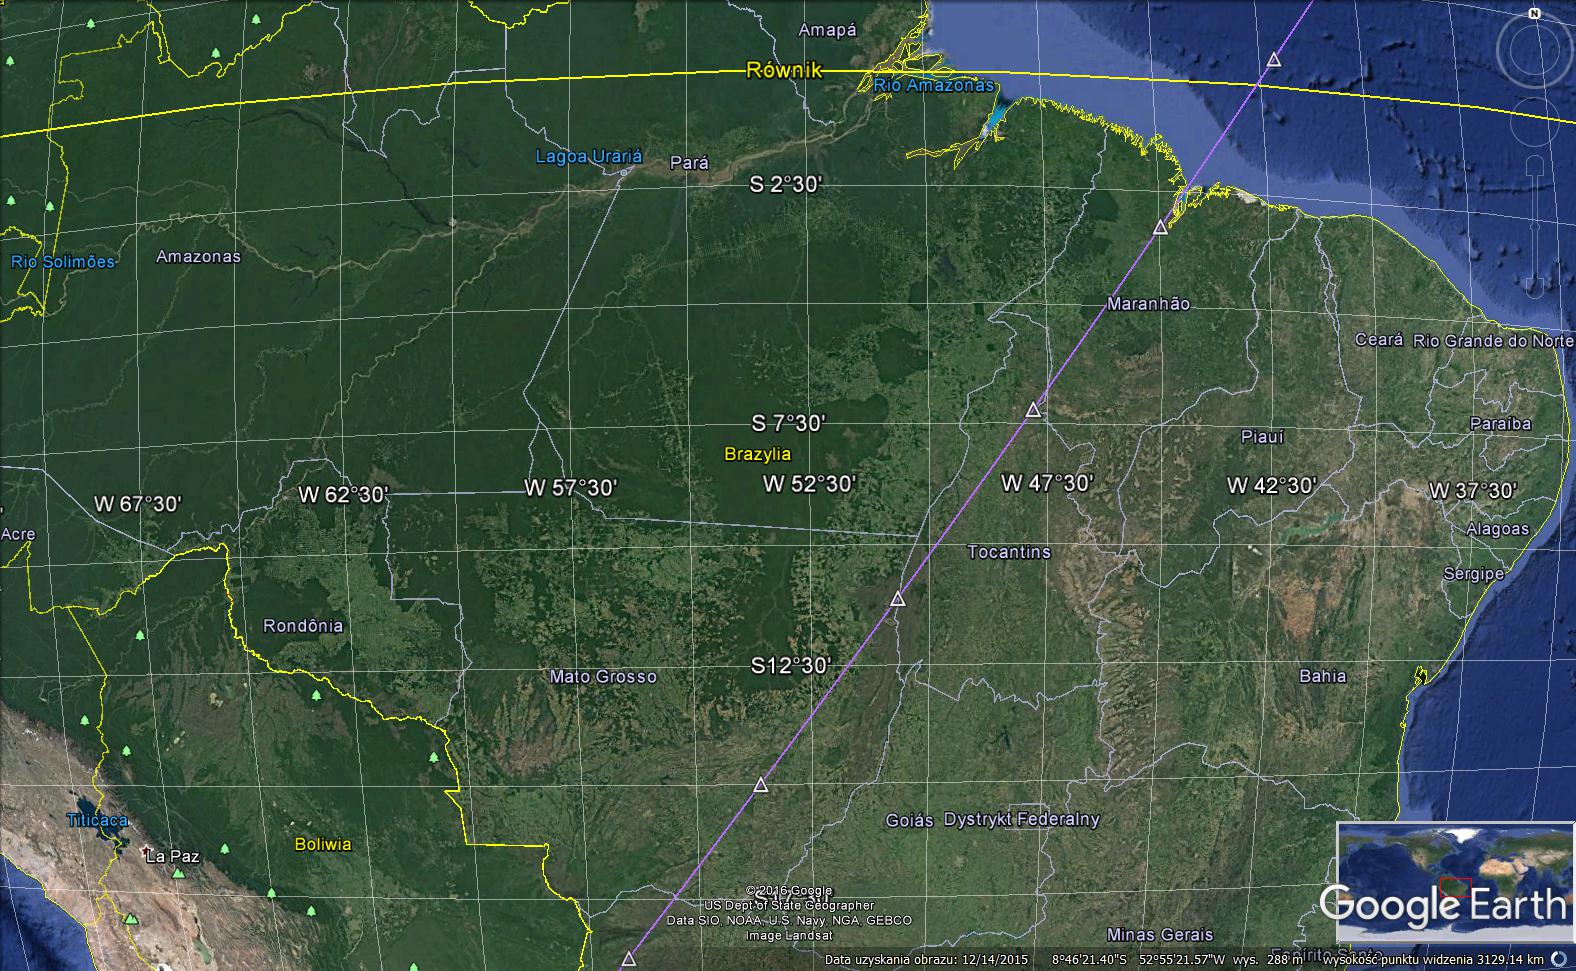 N
Amapá
Równik
Rio Amazonas
Lagoa Urariá
Pará
S 2°30'
Amazonas
Rio Solimões
Maranhão
Ceará
Rio Grande do Norte
S 7°30'
Paraíba
Piauí
Brazylia
W 67°30'
W 62°30'
W 57°30'
W 52°30'
W 47°30'
W 42°30'
W 37°30'
Acre
Alagoas
Tocantins
Sergipe
Rondônia
Mato Grosso
S12°30'
Bahia
Titicaca
Goiás
Dystrykt Federalny
Boliwia
La Paz
S17°30'
© 2016 Google
US Dept of State Geographer
Data SIO, NOAA, U.S. Navy, NGA, GEBCO
Image Landsat
Google Earth
Minas Gerais
Espírito Santo
Data uzyskania obrazu: 12/14/2015 8°46'21.40"S 52°55'21.57"W wys. 288 m wysokość punktu widzenia 3129.14 km